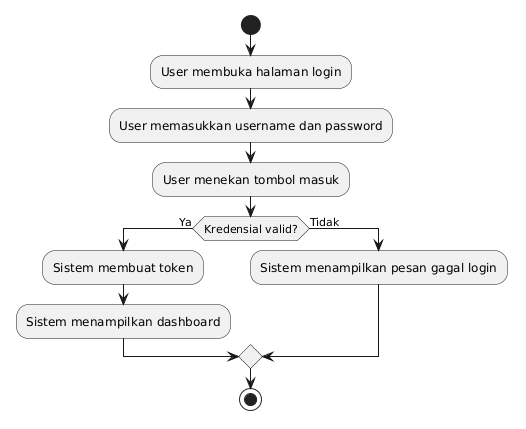 User membuka halaman login
User memasukkan username dan password
User menekan tombol masuk
Ya
Kredensial valid?
Tidak
Sistem membuat token
Sistem menampilkan pesan gagal login
Sistem menampilkan dashboard